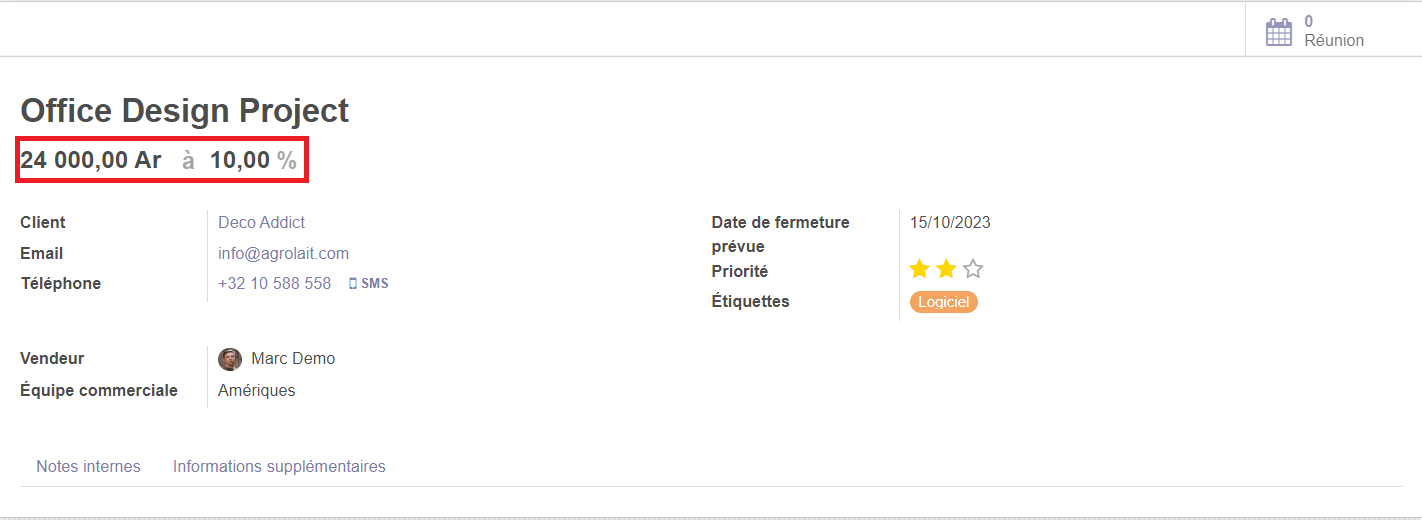 0
Réunion
Office Design Project
24 000,00 Ar à 10,00 %
Client Deco Addict
Email info@agrolait.com
Téléphone +32 10 588 558 SMS
Date de fermeture prévue 15/10/2023
Priorité
Étiquettes Logiciel
Vendeur Marc Demo
Équipe commerciale Amériques
Notes internes Informations supplémentaires